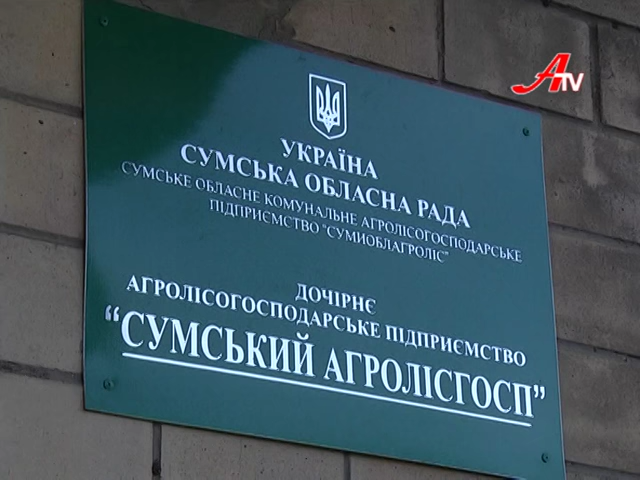 ATV
УКРАЇНА
СУМСЬКА ОБЛАСНА РАДА
СУМСЬКЕ ОБЛАСНЕ КОМУНАЛЬНЕ АГРОЛІСОГОСПОДАРСЬКЕ
ПІДПРИЄМСТВО "СУМИОБЛАГРОЛІС"
ДОЧІРНЄ
АГРОЛІСОГОСПОДАРСЬКЕ ПІДПРИЄМСТВО
“СУМСЬКИЙ АГРОЛІСГОСП”